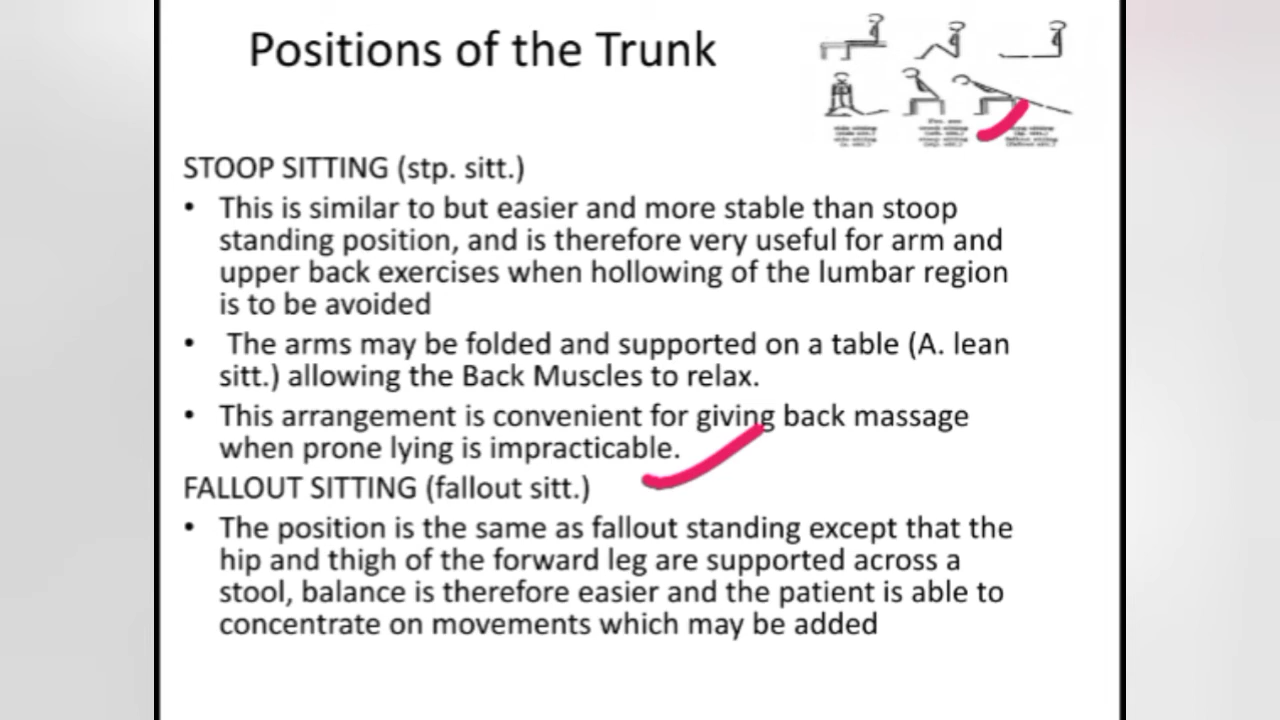 Positions of the Trunk
STOOP SITTING (stp. sitt.)
• This is similar to but easier and more stable than stoop
standing position, and is therefore very useful for arm and
upper back exercises when hollowing of the lumbar region
is to be avoided
• The arms may be folded and supported on a table (A. lean
sitt.) allowing the Back Muscles to relax.
• This arrangement is convenient for giving back massage
when prone lying is impracticable.
FALLOUT SITTING (fallout sitt.)
• The position is the same as fallout standing except that the
hip and thigh of the forward leg are supported across a
stool, balance is therefore easier and the patient is able to
concentrate on movements which may be added